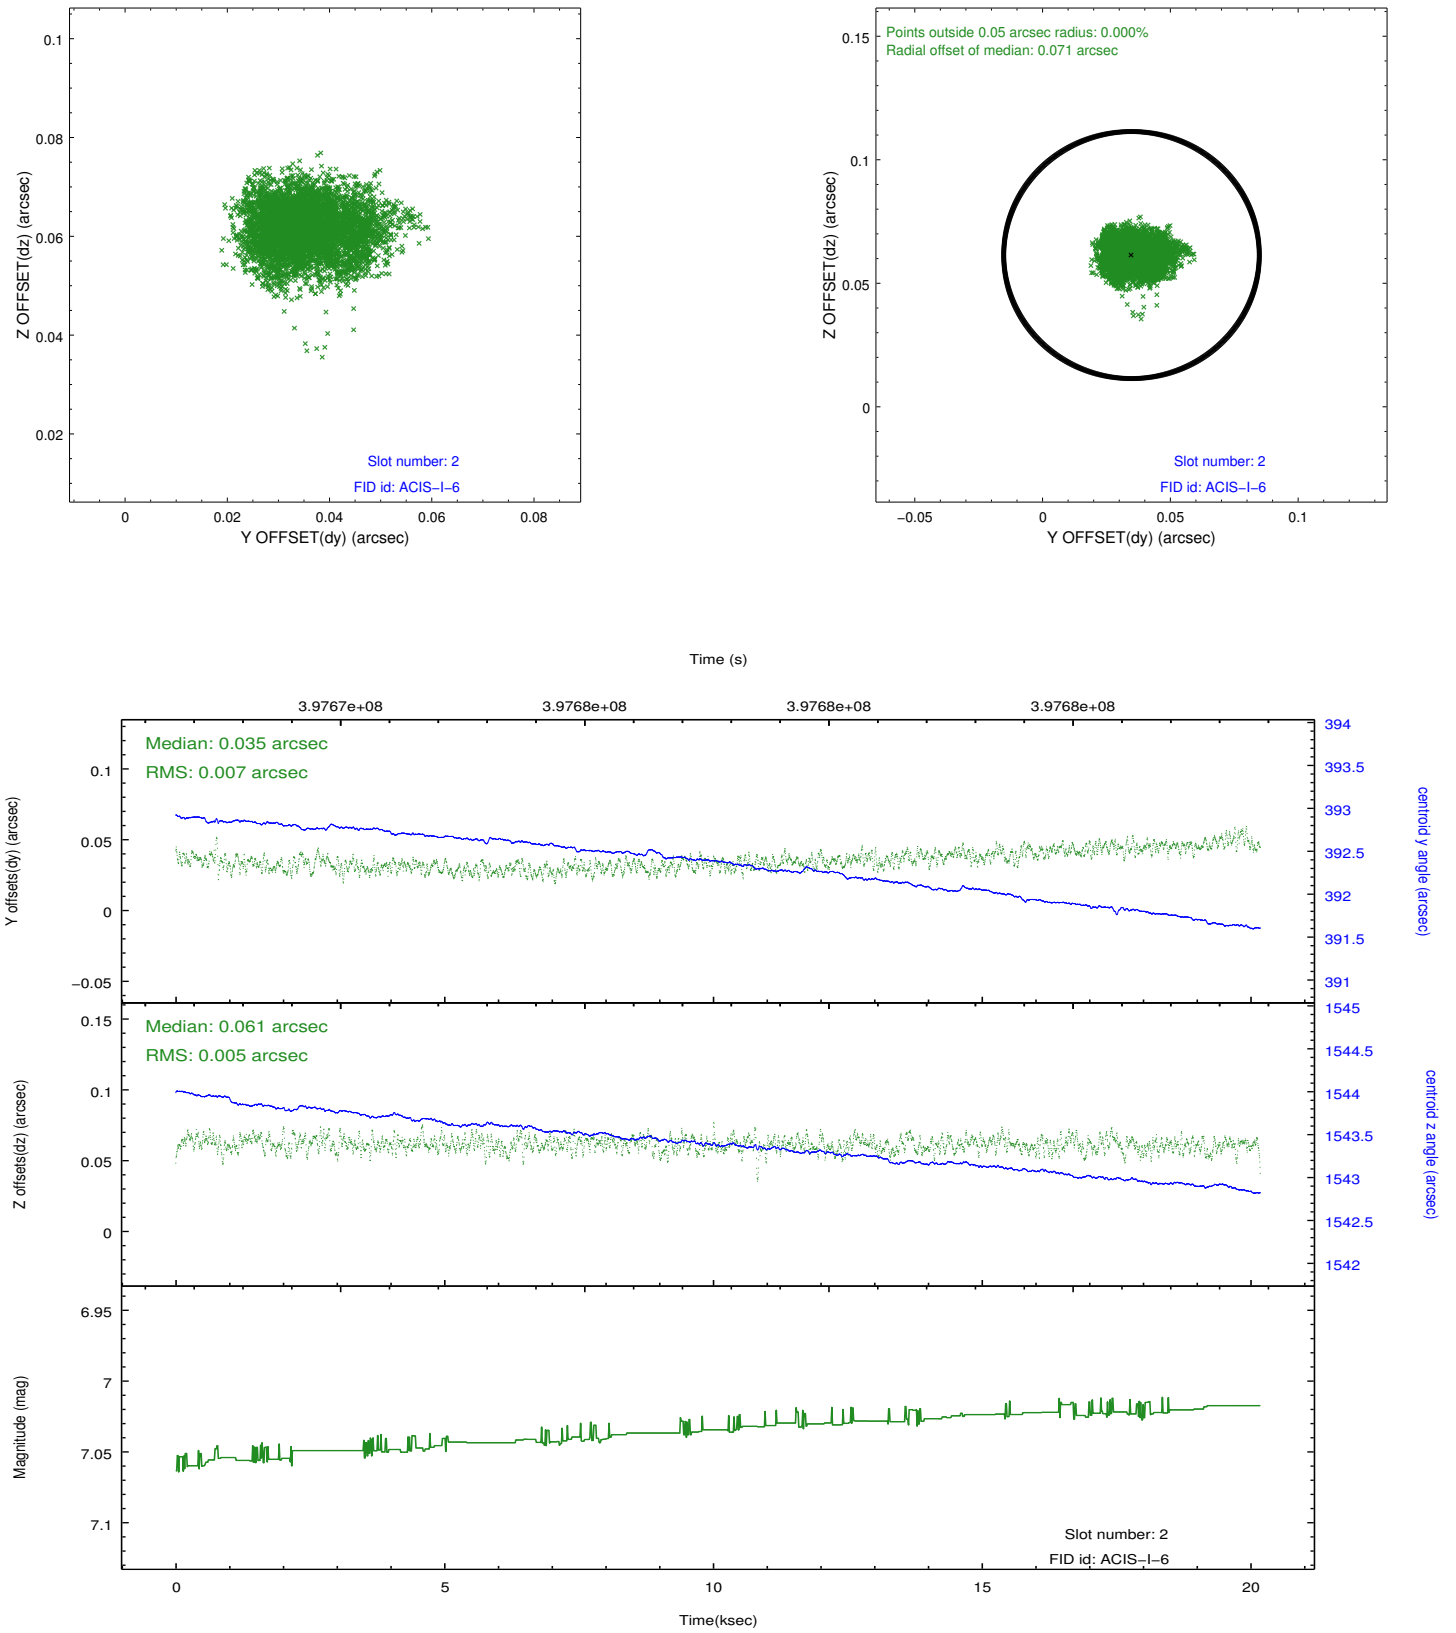 0.1
0.08
0.06
0.04
0.02
Z OFFSET(dz) (arcsec)
Slot number: 2
FID id: ACIS−I−6
0
0.02
0.04
0.06
0.08
Y OFFSET(dy) (arcsec)
Points outside 0.05 arcsec radius: 0.000%
Radial offset of median: 0.071 arcsec
0.15
0.1
0.05
0
Z OFFSET(dz) (arcsec)
Slot number: 2
FID id: ACIS−I−6
−0.05
0
0.05
0.1
Y OFFSET(dy) (arcsec)
Time (s)
3.9767e+08
3.9768e+08
3.9768e+08
3.9768e+08
Median: 0.035 arcsec
RMS: 0.007 arcsec
0.1
0.05
0
−0.05
Y offsets(dy) (arcsec)
394
393.5
393
392.5
392
391.5
391
centroid y angle (arcsec)
Median: 0.061 arcsec
RMS: 0.005 arcsec
0.15
0.1
0.05
0
Z offsets(dz) (arcsec)
1545
1544.5
1544
1543.5
1543
1542.5
1542
centroid z angle (arcsec)
6.95
7
7.05
7.1
Magnitude (mag)
Slot number: 2
FID id: ACIS−I−6
0
5
10
15
20
Time(ksec)